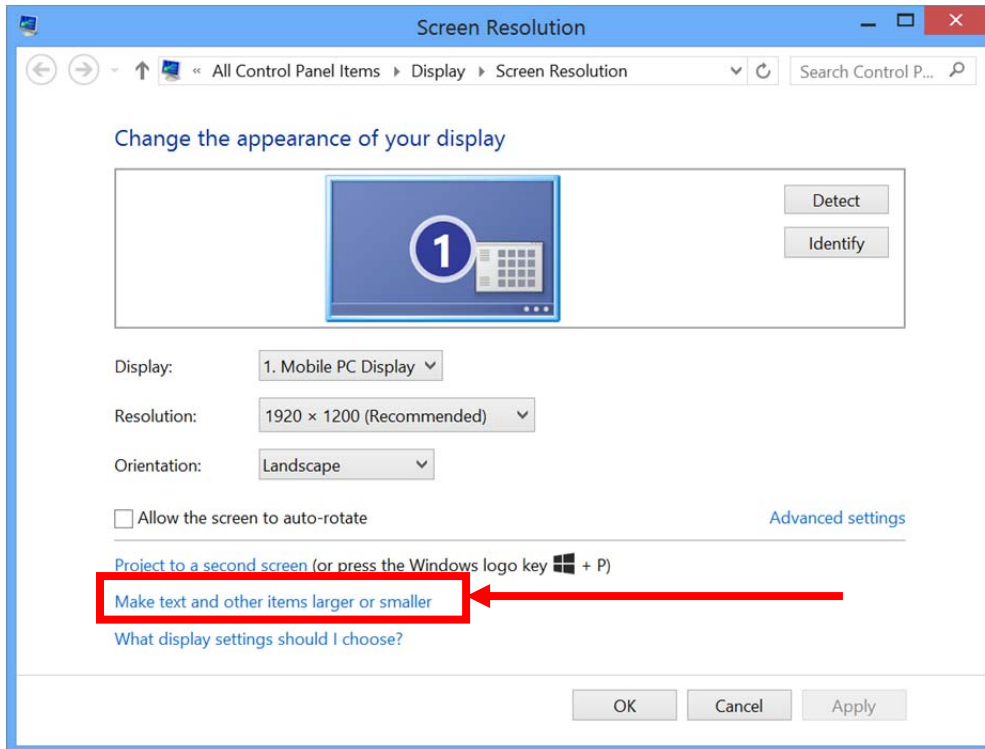 Screen Resolution
« All Control Panel Items Display Screen Resolution Search Control P...
Change the appearance of your display
1
Detect
Identify
Display: 1. Mobile PC Display
Resolution: 1920 × 1200 (Recommended)
Orientation: Landscape
Allow the screen to auto-rotate Advanced settings
Project to a second screen (or press the Windows logo key + P)
Make text and other items larger or smaller
What display settings should I choose?
OK Cancel Apply